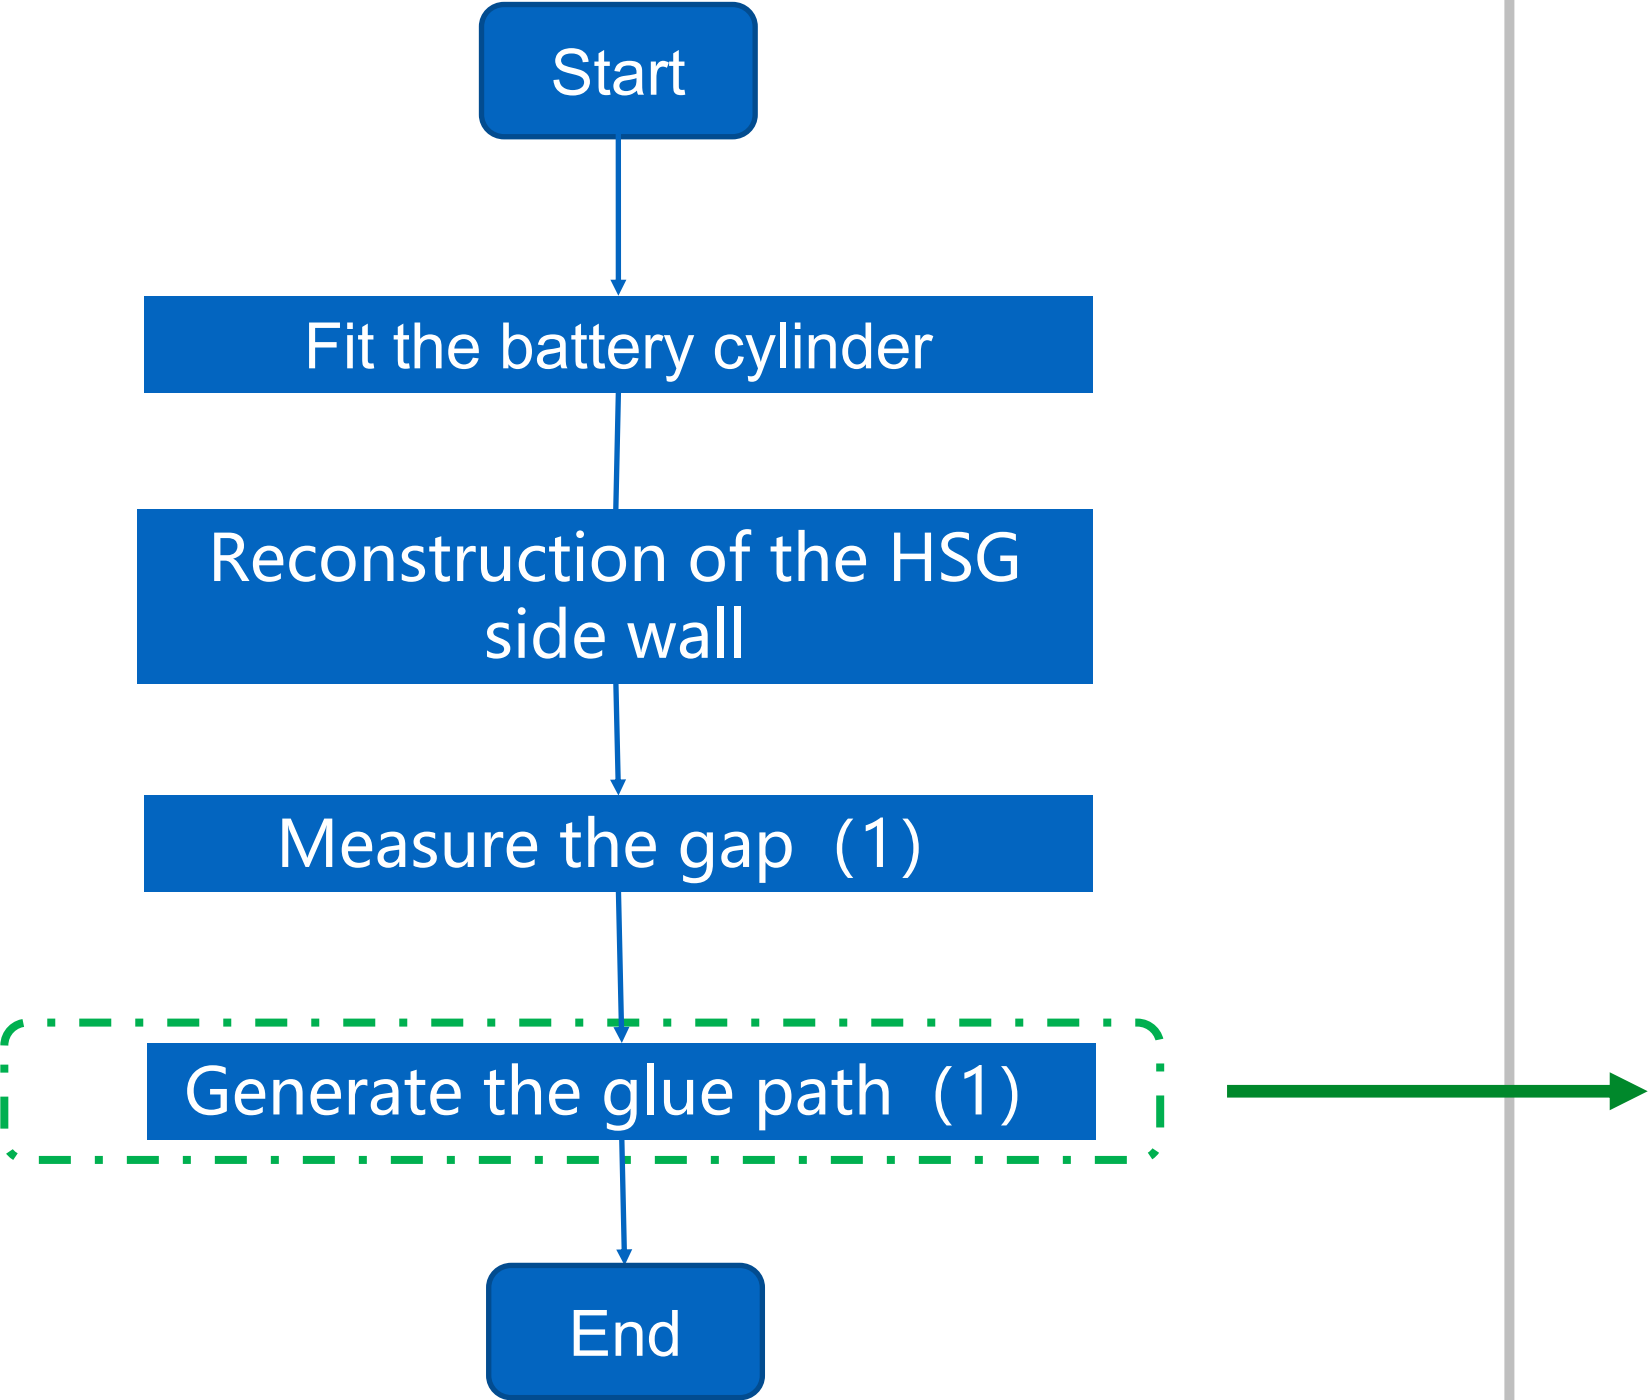 Start
Fit the battery cylinder
Reconstruction of the HSG
side wall
Measure the gap (1)
Generate the glue path (1)
End